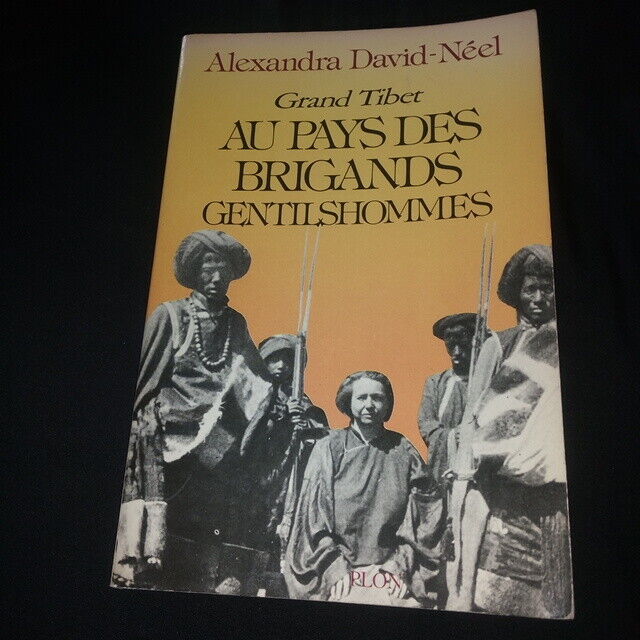 Alexandra David-Néel
Grand Tibet
AU PAYS DES
BRIGANDS
GENTILSHOMMES
PLON